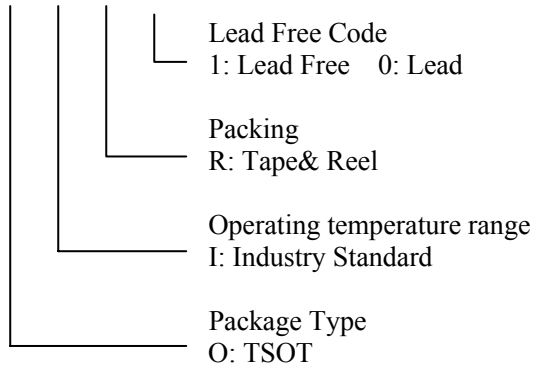 Lead Free Code
1: Lead Free 0: Lead
Packing
R: Tape& Reel
Operating temperature range
I: Industry Standard
Package Type
O: TSOT